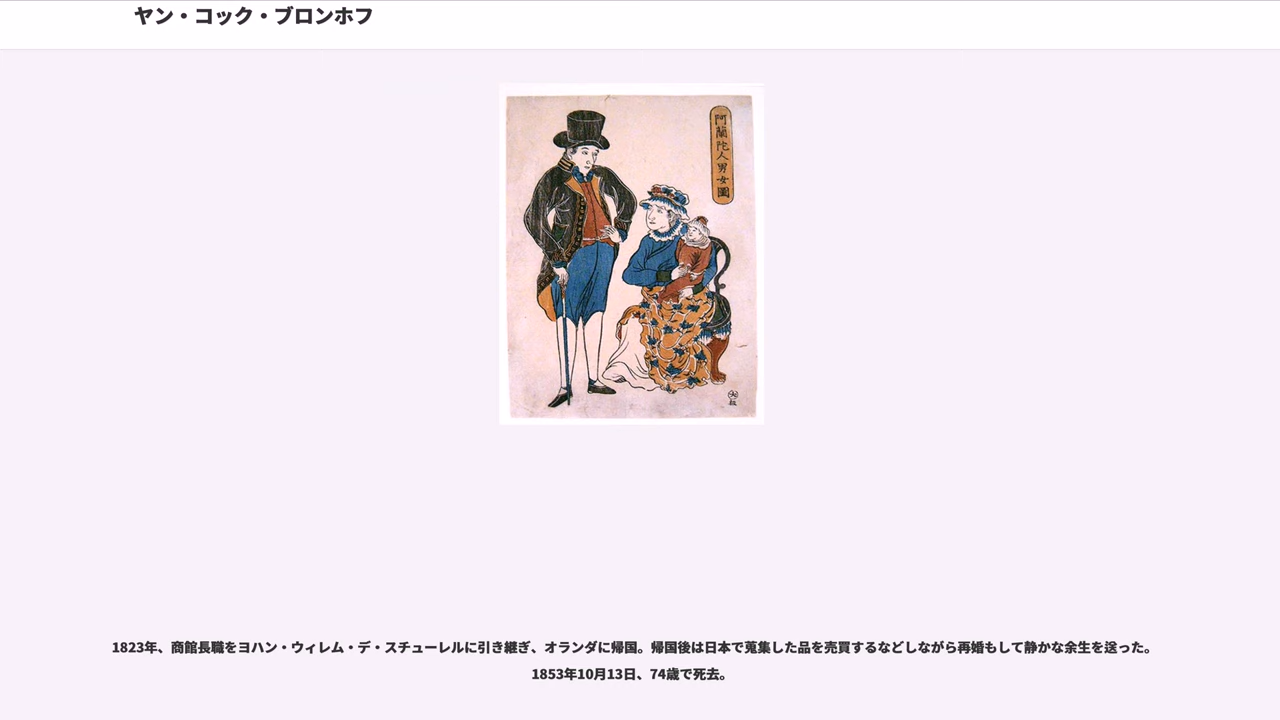 ヤン・コック・ブロンホフ
阿蘭陀人男女圖
1823年、商館長職をヨハン・ウィレム・デ・スチューレルに引き継ぎ、オランダに帰国。帰国後は日本で蒐集した品を売買するなどしながら再婚もして静かな余生を送った。
1853年10月13日、74歳で死去。